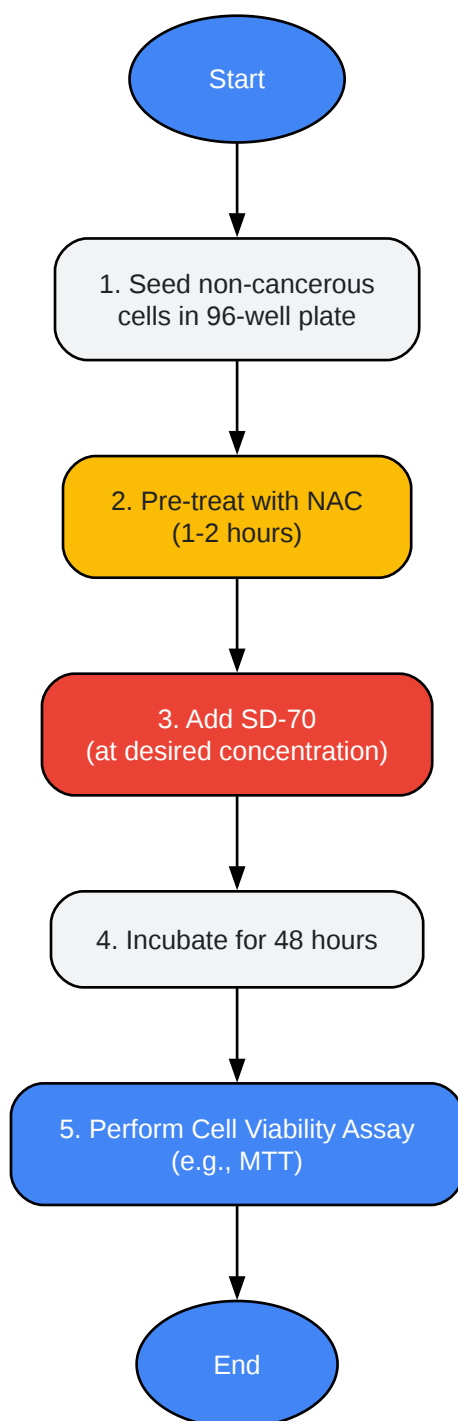 Start
1. Seed non-cancerous
cells in 96-well plate
2. Pre-treat with NAC
(1-2 hours)
3. Add SD-70
(at desired concentration)
4. Incubate for 48 hours
5. Perform Cell Viability Assay
(e.g., MTT)
End